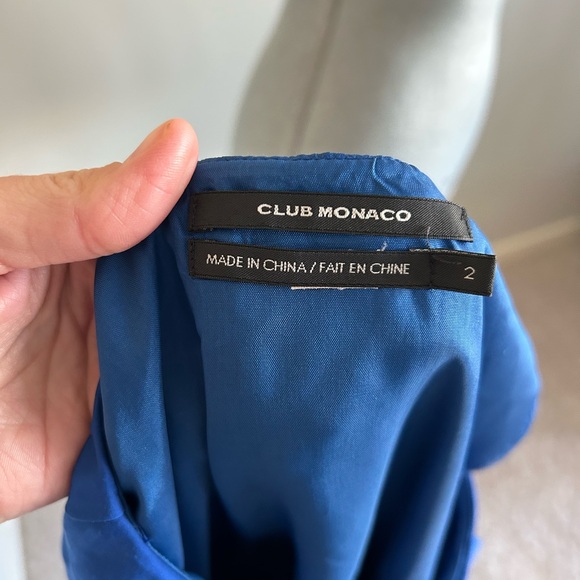 CLUB MONACO
MADE IN CHINA / FAIT EN CHINE 2